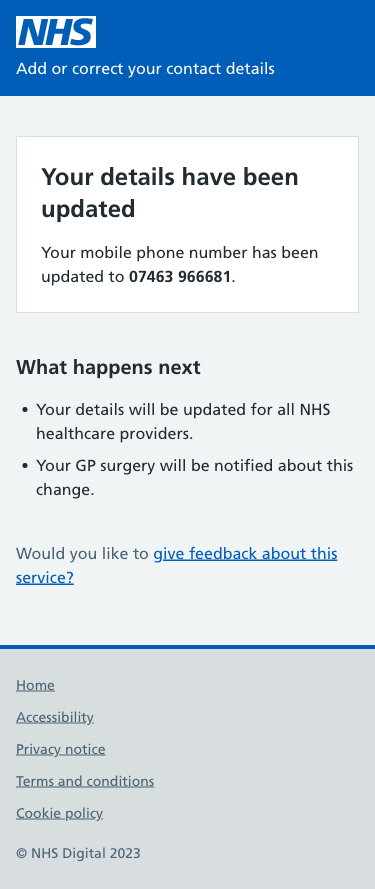 NHS
Add or correct your contact details
Your details have been
updated
Your mobile phone number has been
updated to 07463 966681.
What happens next
• Your details will be updated for all NHS
healthcare providers.
• Your GP surgery will be notified about this
change.
Would you like to give feedback about this
service?
Home
Accessibility
Privacy notice
Terms and conditions
Cookie policy
© NHS Digital 2023